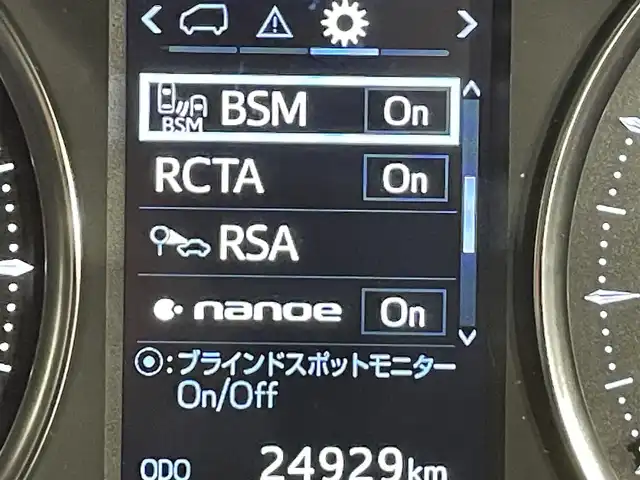 BSM BSM On
RCTA On
RSA
nanoe On
:ブラインドスポットモニター
On/Off
ODO 24929km